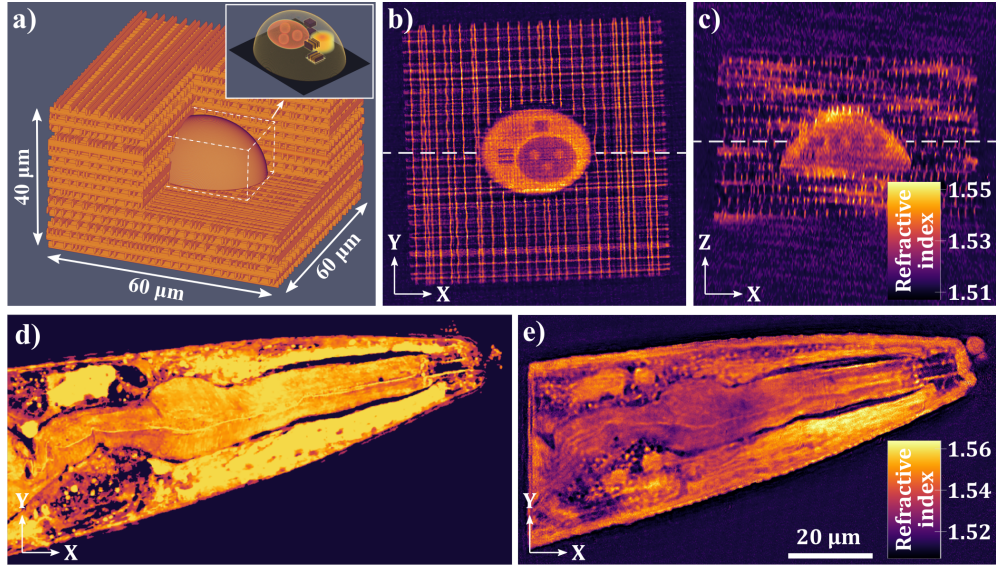 a)
40 µm
60 µm
60 µm
b)
Y
X
c)
Z
X
Refractive
index
1.55
1.53
1.51
d)
Y
X
e)
20 µm
Refractive
index
1.56
1.54
1.52